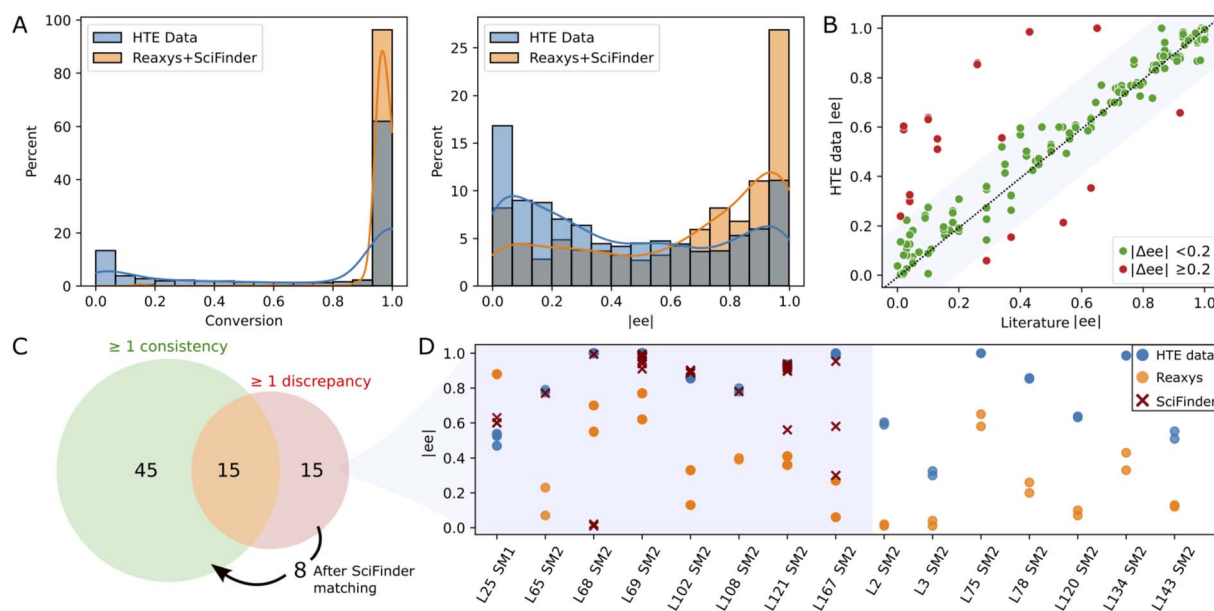 A
HTE Data
Reaxys+SciFinder
Percent
100
80
60
40
20
0
0.0 0.2 0.4 0.6 0.8 1.0
Conversion
HTE Data
Reaxys+SciFinder
Percent
25
20
15
10
5
0
0.0 0.2 0.4 0.6 0.8 1.0
|ee|
B
HTE data |ee|
1.0
0.8
0.6
0.4
0.2
0.0
|Δee| <0.2
|Δee| ≥0.2
0.0 0.2 0.4 0.6 0.8 1.0
Literature |ee|
C
≥ 1 consistency
≥ 1 discrepancy
45 15 15
8 After SciFinder
matching
D
|ee|
1.0
0.8
0.6
0.4
0.2
0.0
HTE data
Reaxys
SciFinder
L25 SM1
L65 SM2
L68 SM2
L69 SM2
L102 SM2
L108 SM2
L121 SM2
L167 SM2
L2 SM2
L3 SM2
L75 SM2
L78 SM2
L120 SM2
L134 SM2
L143 SM2